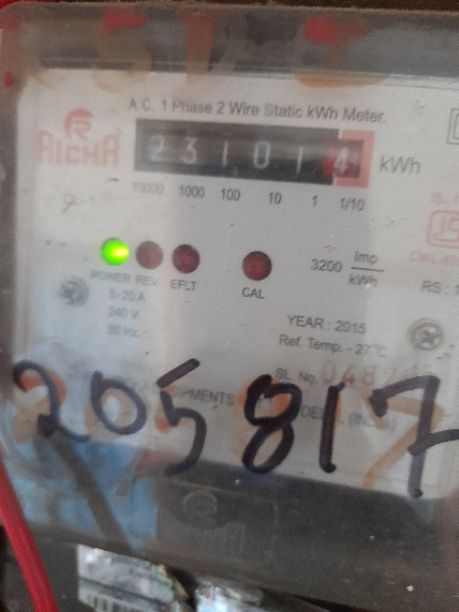 A.C. 1 Phase 2 Wire Static kWh Meter.
RICHA
2 3 1 0 1 4 kWh
10000 1000 100 10 1 1/10
3200 Imp/kWh
POWER REV EFLT CAL
5-20 A
240 V
50 Hz
YEAR : 2015
Ref. Temp. - 27°C
SL. No.
205817